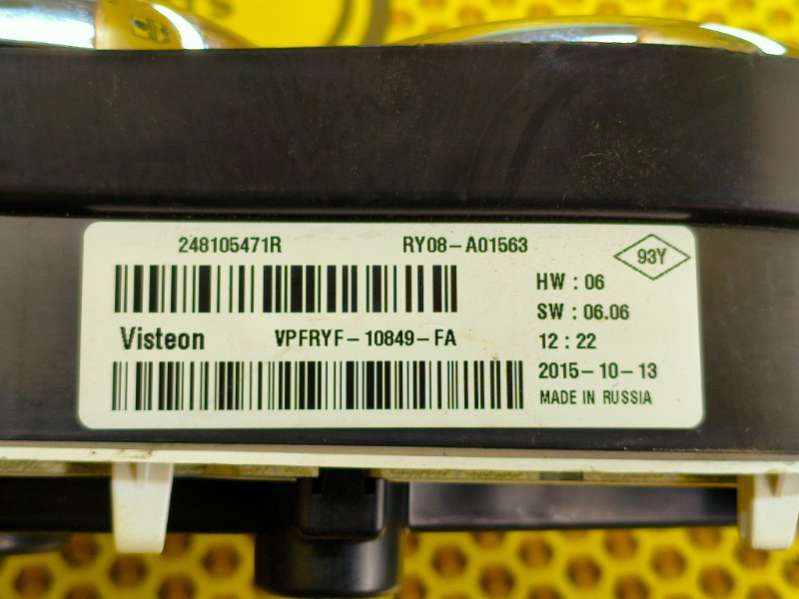 248105471R RY08-A01563
93Y
HW : 06
SW : 06.06
Visteon VPFRYF-10849-FA
12 : 22
2015-10-13
MADE IN RUSSIA